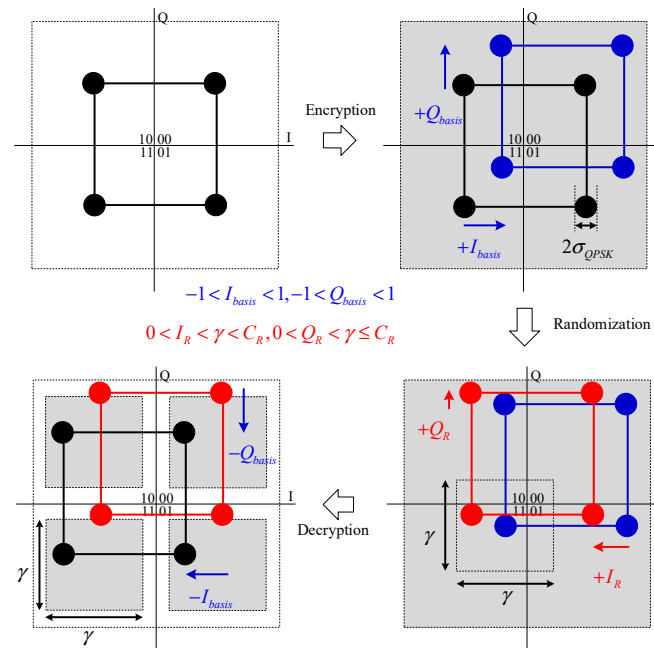 Q
I
10 00
11 01
Encryption
Q
+Q_basis
10 00
11 01
+I_basis
2σ_QPSK
−1 < I_basis < 1, −1 < Q_basis < 1
0 < I_R < γ < C_R, 0 < Q_R < γ ≤ C_R
Randomization
Q
−Q_basis
I
10 00
11 01
γ
γ
−I_basis
Decryption
Q
+Q_R
10 00
11 01
γ
γ
+I_R